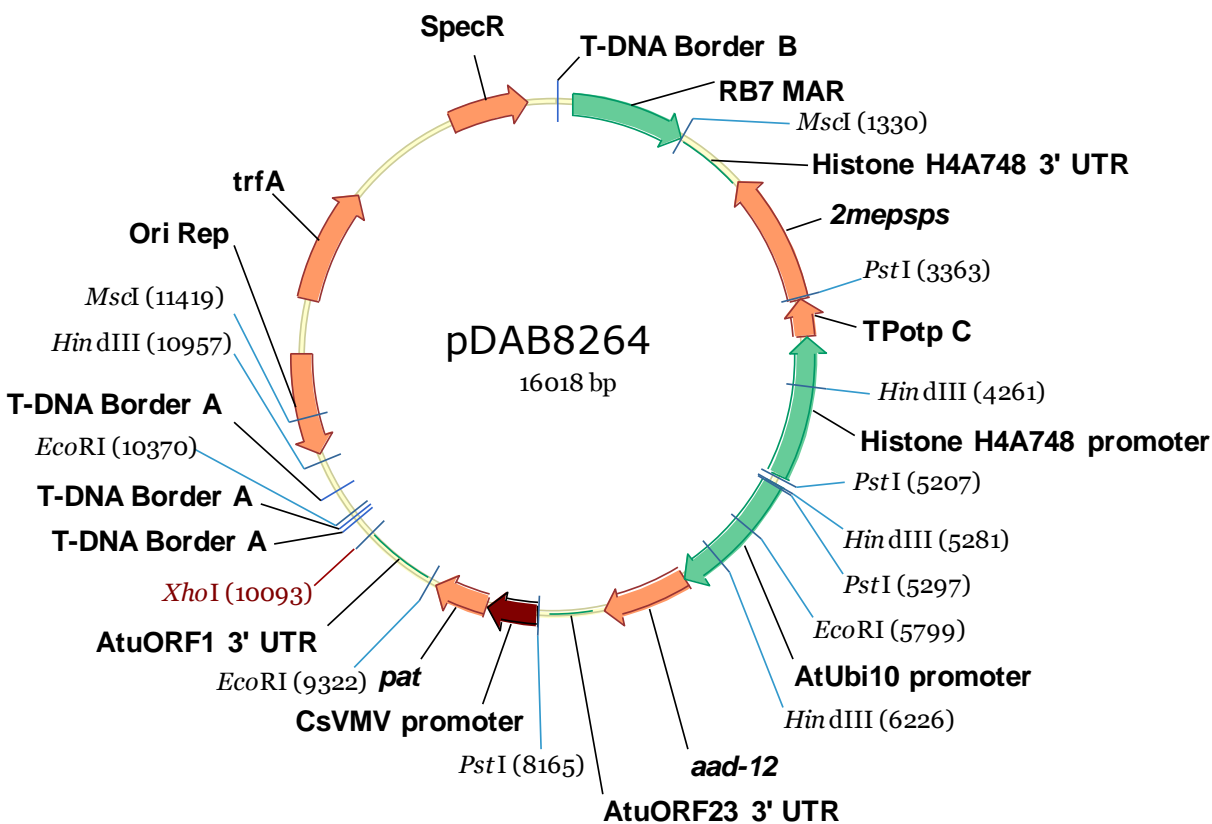 SpecR
T-DNA Border B
RB7 MAR
MscI (1330)
Histone H4A748 3' UTR
trfA
2mepsps
Ori Rep
PstI (3363)
MscI (11419)
TPotp C
HindIII (10957)
pDAB8264
16018 bp
HindIII (4261)
T-DNA Border A
Histone H4A748 promoter
EcoRI (10370)
PstI (5207)
T-DNA Border A
HindIII (5281)
T-DNA Border A
PstI (5297)
XhoI (10093)
EcoRI (5799)
AtuORF1 3' UTR
AtUbi10 promoter
EcoRI (9322)
pat
CsVMV promoter
HindIII (6226)
PstI (8165)
aad-12
AtuORF23 3' UTR